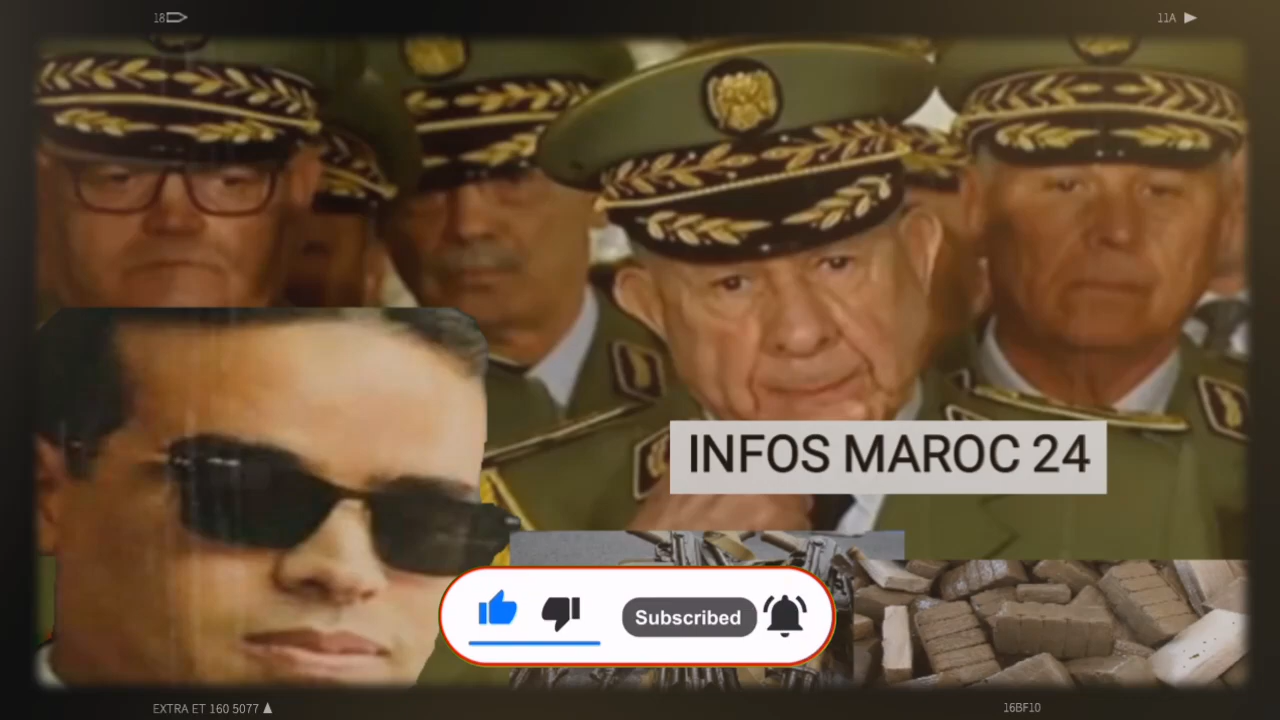 18
11A
INFOS MAROC 24
Subscribed
EXTRA ET 160 5077
16BF10